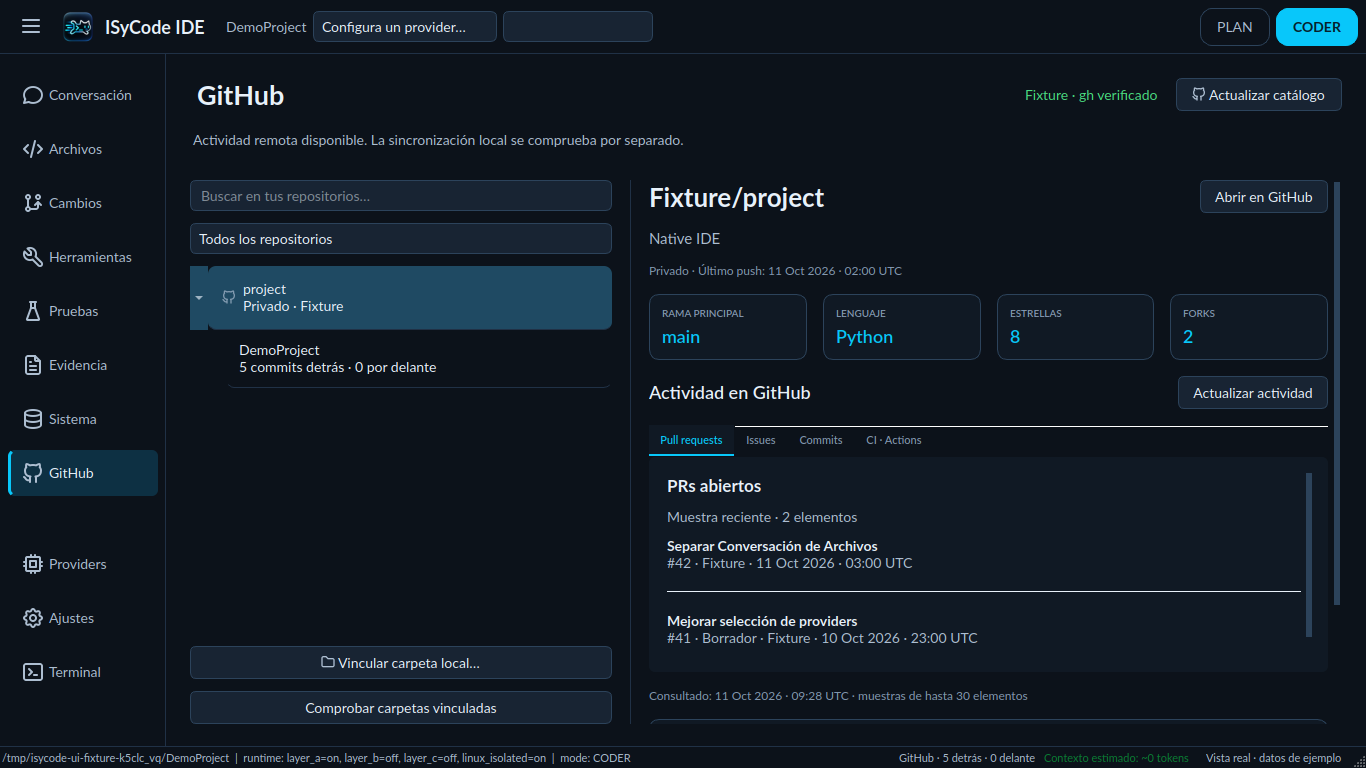 ISyCode IDE DemoProject Configura un provider... PLAN CODER
Conversación
Archivos
Cambios
Herramientas
Pruebas
Evidencia
Sistema
GitHub
Providers
Ajustes
Terminal
GitHub
Fixture · gh verificado
Actualizar catálogo
Actividad remota disponible. La sincronización local se comprueba por separado.
Buscar en tus repositorios...
Todos los repositorios
project
Privado · Fixture
DemoProject
5 commits detrás · 0 por delante
Vincular carpeta local...
Comprobar carpetas vinculadas
Fixture/project
Abrir en GitHub
Native IDE
Privado · Último push: 11 Oct 2026 · 02:00 UTC
RAMA PRINCIPAL
main
LENGUAJE
Python
ESTRELLAS
8
FORKS
2
Actividad en GitHub
Actualizar actividad
Pull requests Issues Commits CI · Actions
PRs abiertos
Muestra reciente · 2 elementos
Separar Conversación de Archivos
#42 · Fixture · 11 Oct 2026 · 03:00 UTC
Mejorar selección de providers
#41 · Borrador · Fixture · 10 Oct 2026 · 23:00 UTC
Consultado: 11 Oct 2026 · 09:28 UTC · muestras de hasta 30 elementos
/tmp/isycode-ui-fixture-k5clc_vq/DemoProject | runtime: layer_a=on, layer_b=off, layer_c=off, linux_isolated=on | mode: CODER
GitHub · 5 detrás · 0 delante Contexto estimado: ~0 tokens Vista real · datos de ejemplo